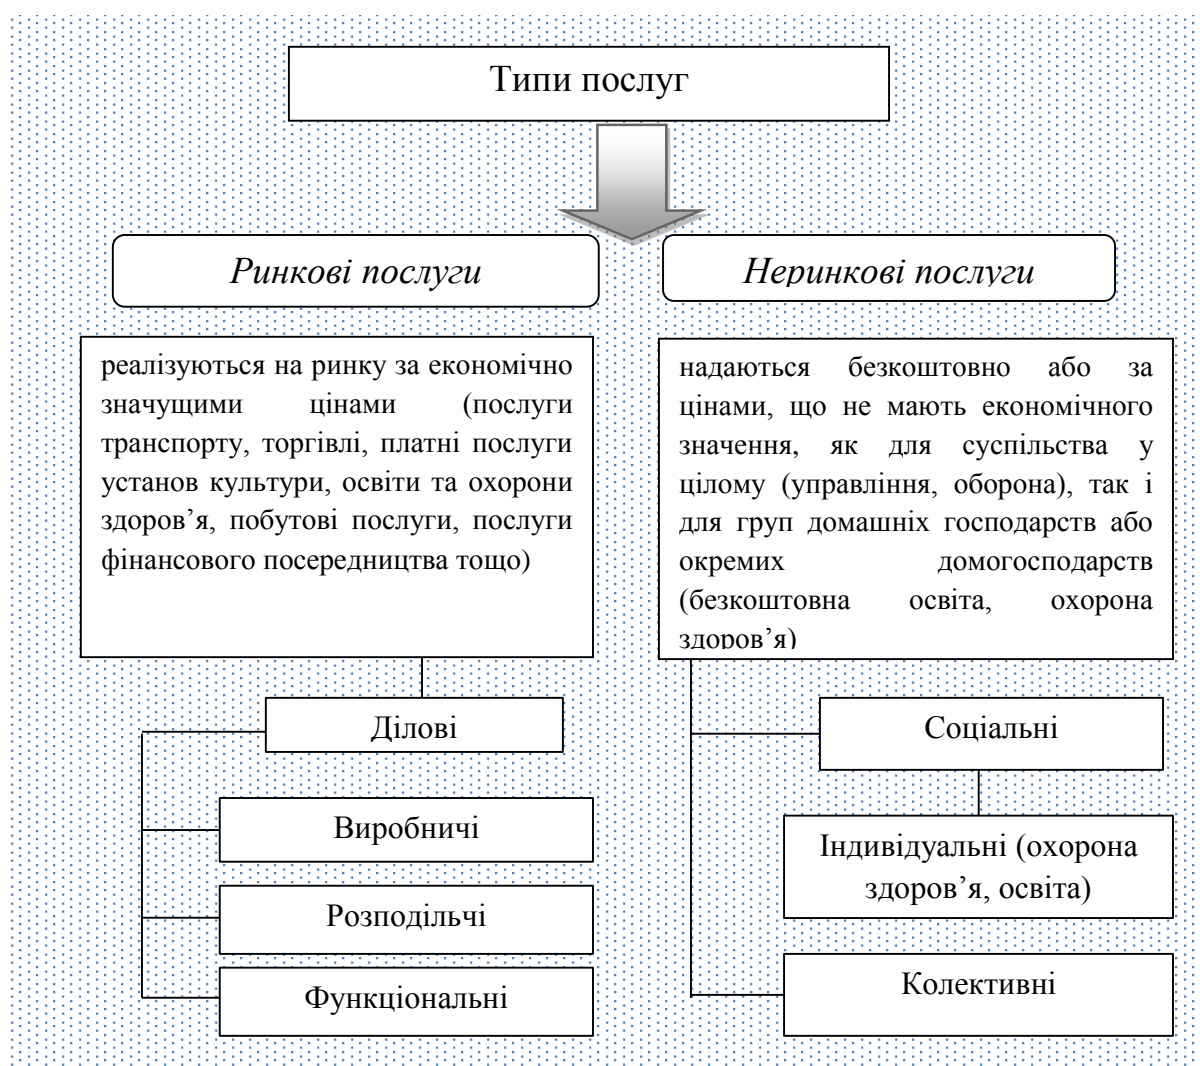 Типи послуг
Ринкові послуги
Неринкові послуги
реалізуються на ринку за економічно
значущими цінами (послуги
транспорту, торгівлі, платні послуги
установ культури, освіти та охорони
здоров’я, побутові послуги, послуги
фінансового посередництва тощо)
надаються безкоштовно або за
цінами, що не мають економічного
значення, як для суспільства у
цілому (управління, оборона), так і
для груп домашніх господарств або
окремих домогосподарств
(безкоштовна освіта, охорона
здоров’я)
Ділові
Виробничі
Розподільчі
Функціональні
Соціальні
Індивідуальні (охорона
здоров’я, освіта)
Колективні